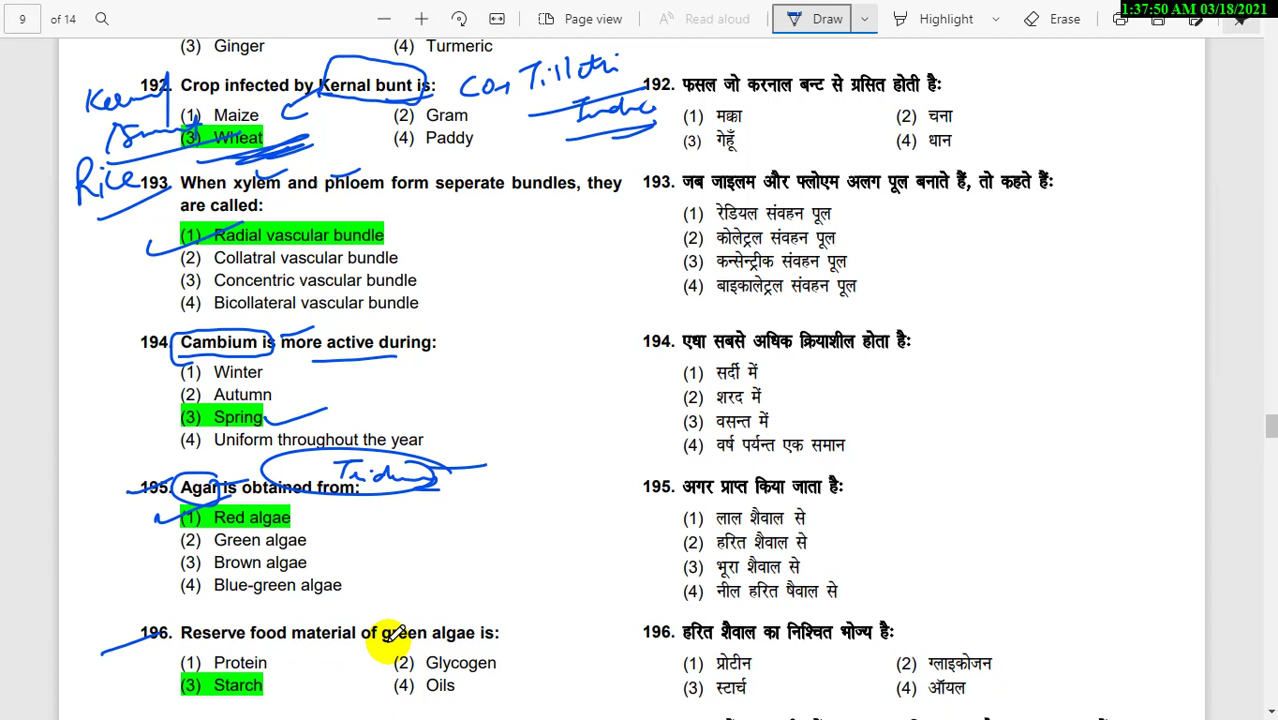 9 of 14
Page view
Read aloud
Draw
Highlight
Erase
1:37:50 AM 03/18/2021
(3) Ginger (4) Turmeric
192. Crop infected by Kernal bunt is:
(1) Maize (2) Gram
(3) Wheat (4) Paddy
Rice
193. When xylem and phloem form seperate bundles, they
are called:
(1) Radial vascular bundle
(2) Collatral vascular bundle
(3) Concentric vascular bundle
(4) Bicollateral vascular bundle
194. Cambium is more active during:
(1) Winter
(2) Autumn
(3) Spring
(4) Uniform throughout the year
195. Agar is obtained from:
(1) Red algae
(2) Green algae
(3) Brown algae
(4) Blue-green algae
196. Reserve food material of green algae is:
(1) Protein (2) Glycogen
(3) Starch (4) Oils
192. फसल जो करनाल बन्ट से ग्रसित होती है:
(1) मक्का (2) चना
(3) गेहूँ (4) धान
193. जब जाइलम और फ्लोएम अलग पूल बनाते हैं, तो कहते हैं:
(1) रेडियल संवहन पूल
(2) कोलेट्रल संवहन पूल
(3) कन्सेन्ट्रीक संवहन पूल
(4) बाइकालेट्रल संवहन पूल
194. एधा सबसे अधिक क्रियाशील होता है:
(1) सर्दी में
(2) शरद में
(3) वसन्त में
(4) वर्ष पर्यन्त एक समान
195. अगर प्राप्त किया जाता है:
(1) लाल शैवाल से
(2) हरित शैवाल से
(3) भूरा शैवाल से
(4) नील हरित षैवाल से
196. हरित शैवाल का निश्चित भोज्य है:
(1) प्रोटीन (2) ग्लाइकोजन
(3) स्टार्च (4) ऑयल